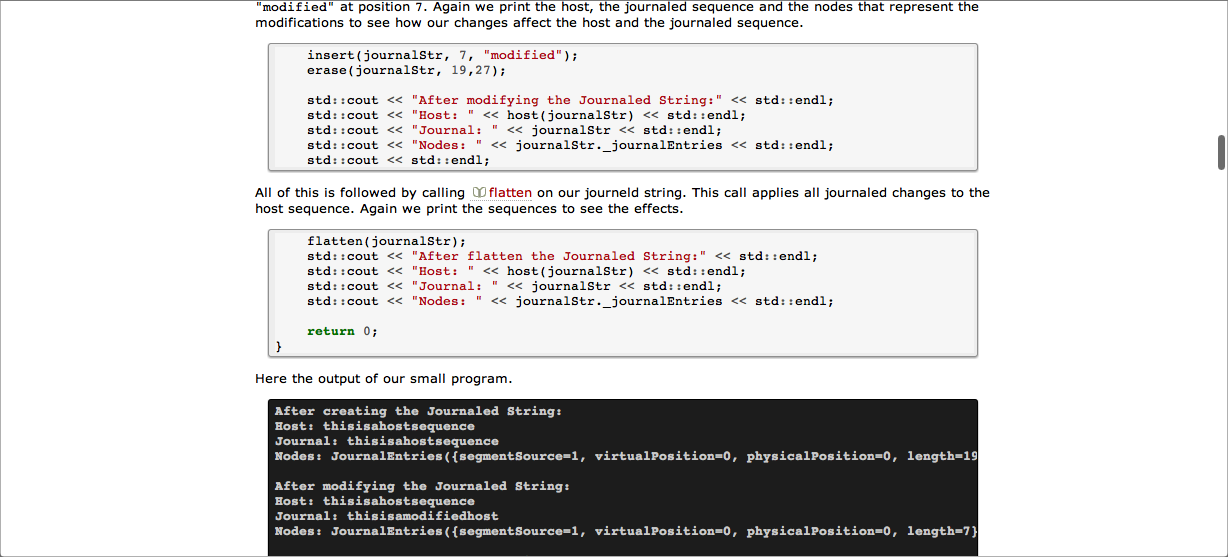 "modified" at position 7. Again we print the host, the journaled sequence and the nodes that represent the
modifications to see how our changes affect the host and the journaled sequence.
insert(journalStr, 7, "modified");
erase(journalStr, 19,27);
std::cout << "After modifying the Journaled String:" << std::endl;
std::cout << "Host: " << host(journalStr) << std::endl;
std::cout << "Journal: " << journalStr << std::endl;
std::cout << "Nodes: " << journalStr._journalEntries << std::endl;
std::cout << std::endl;
All of this is followed by calling flatten on our journeld string. This call applies all journaled changes to the
host sequence. Again we print the sequences to see the effects.
flatten(journalStr);
std::cout << "After flatten the Journaled String:" << std::endl;
std::cout << "Host: " << host(journalStr) << std::endl;
std::cout << "Journal: " << journalStr << std::endl;
std::cout << "Nodes: " << journalStr._journalEntries << std::endl;
return 0;
}
Here the output of our small program.
After creating the Journaled String:
Host: thisisahostsequence
Journal: thisisahostsequence
Nodes: JournalEntries({segmentSource=1, virtualPosition=0, physicalPosition=0, length=19
After modifying the Journaled String:
Host: thisisahostsequence
Journal: thisisamodifiedhost
Nodes: JournalEntries({segmentSource=1, virtualPosition=0, physicalPosition=0, length=7}